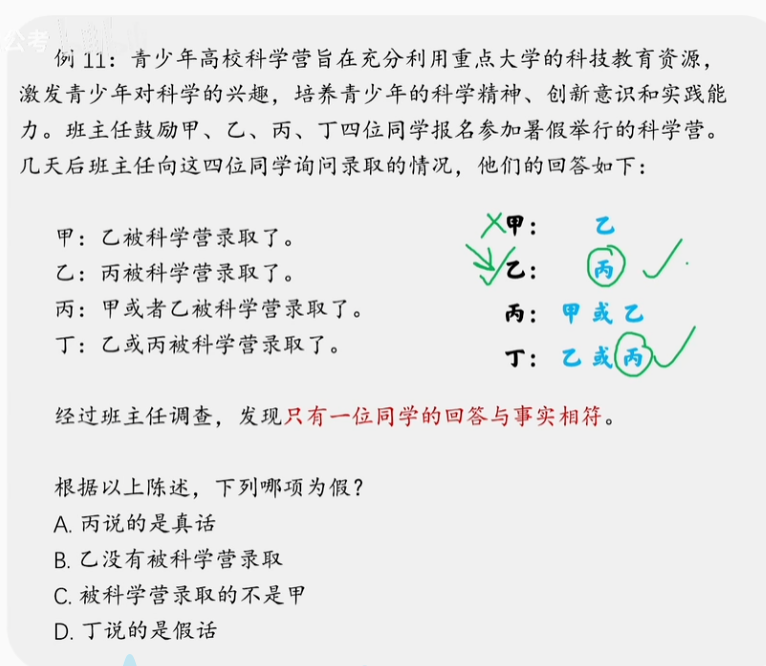 公考
例 11：青少年高校科学营旨在充分利用重点大学的科技教育资源，
激发青少年对科学的兴趣，培养青少年的科学精神、创新意识和实践能
力。班主任鼓励甲、乙、丙、丁四位同学报名参加暑假举行的科学营。
几天后班主任向这四位同学询问录取的情况，他们的回答如下：
甲：乙被科学营录取了。
乙：丙被科学营录取了。
丙：甲或者乙被科学营录取了。
丁：乙或丙被科学营录取了。
甲： 乙
乙： 丙
丙：甲或乙
丁：乙或丙
经过班主任调查，发现只有一位同学的回答与事实相符。
根据以上陈述，下列哪项为假？
A. 丙说的是真话
B. 乙没有被科学营录取
C. 被科学营录取的不是甲
D. 丁说的是假话